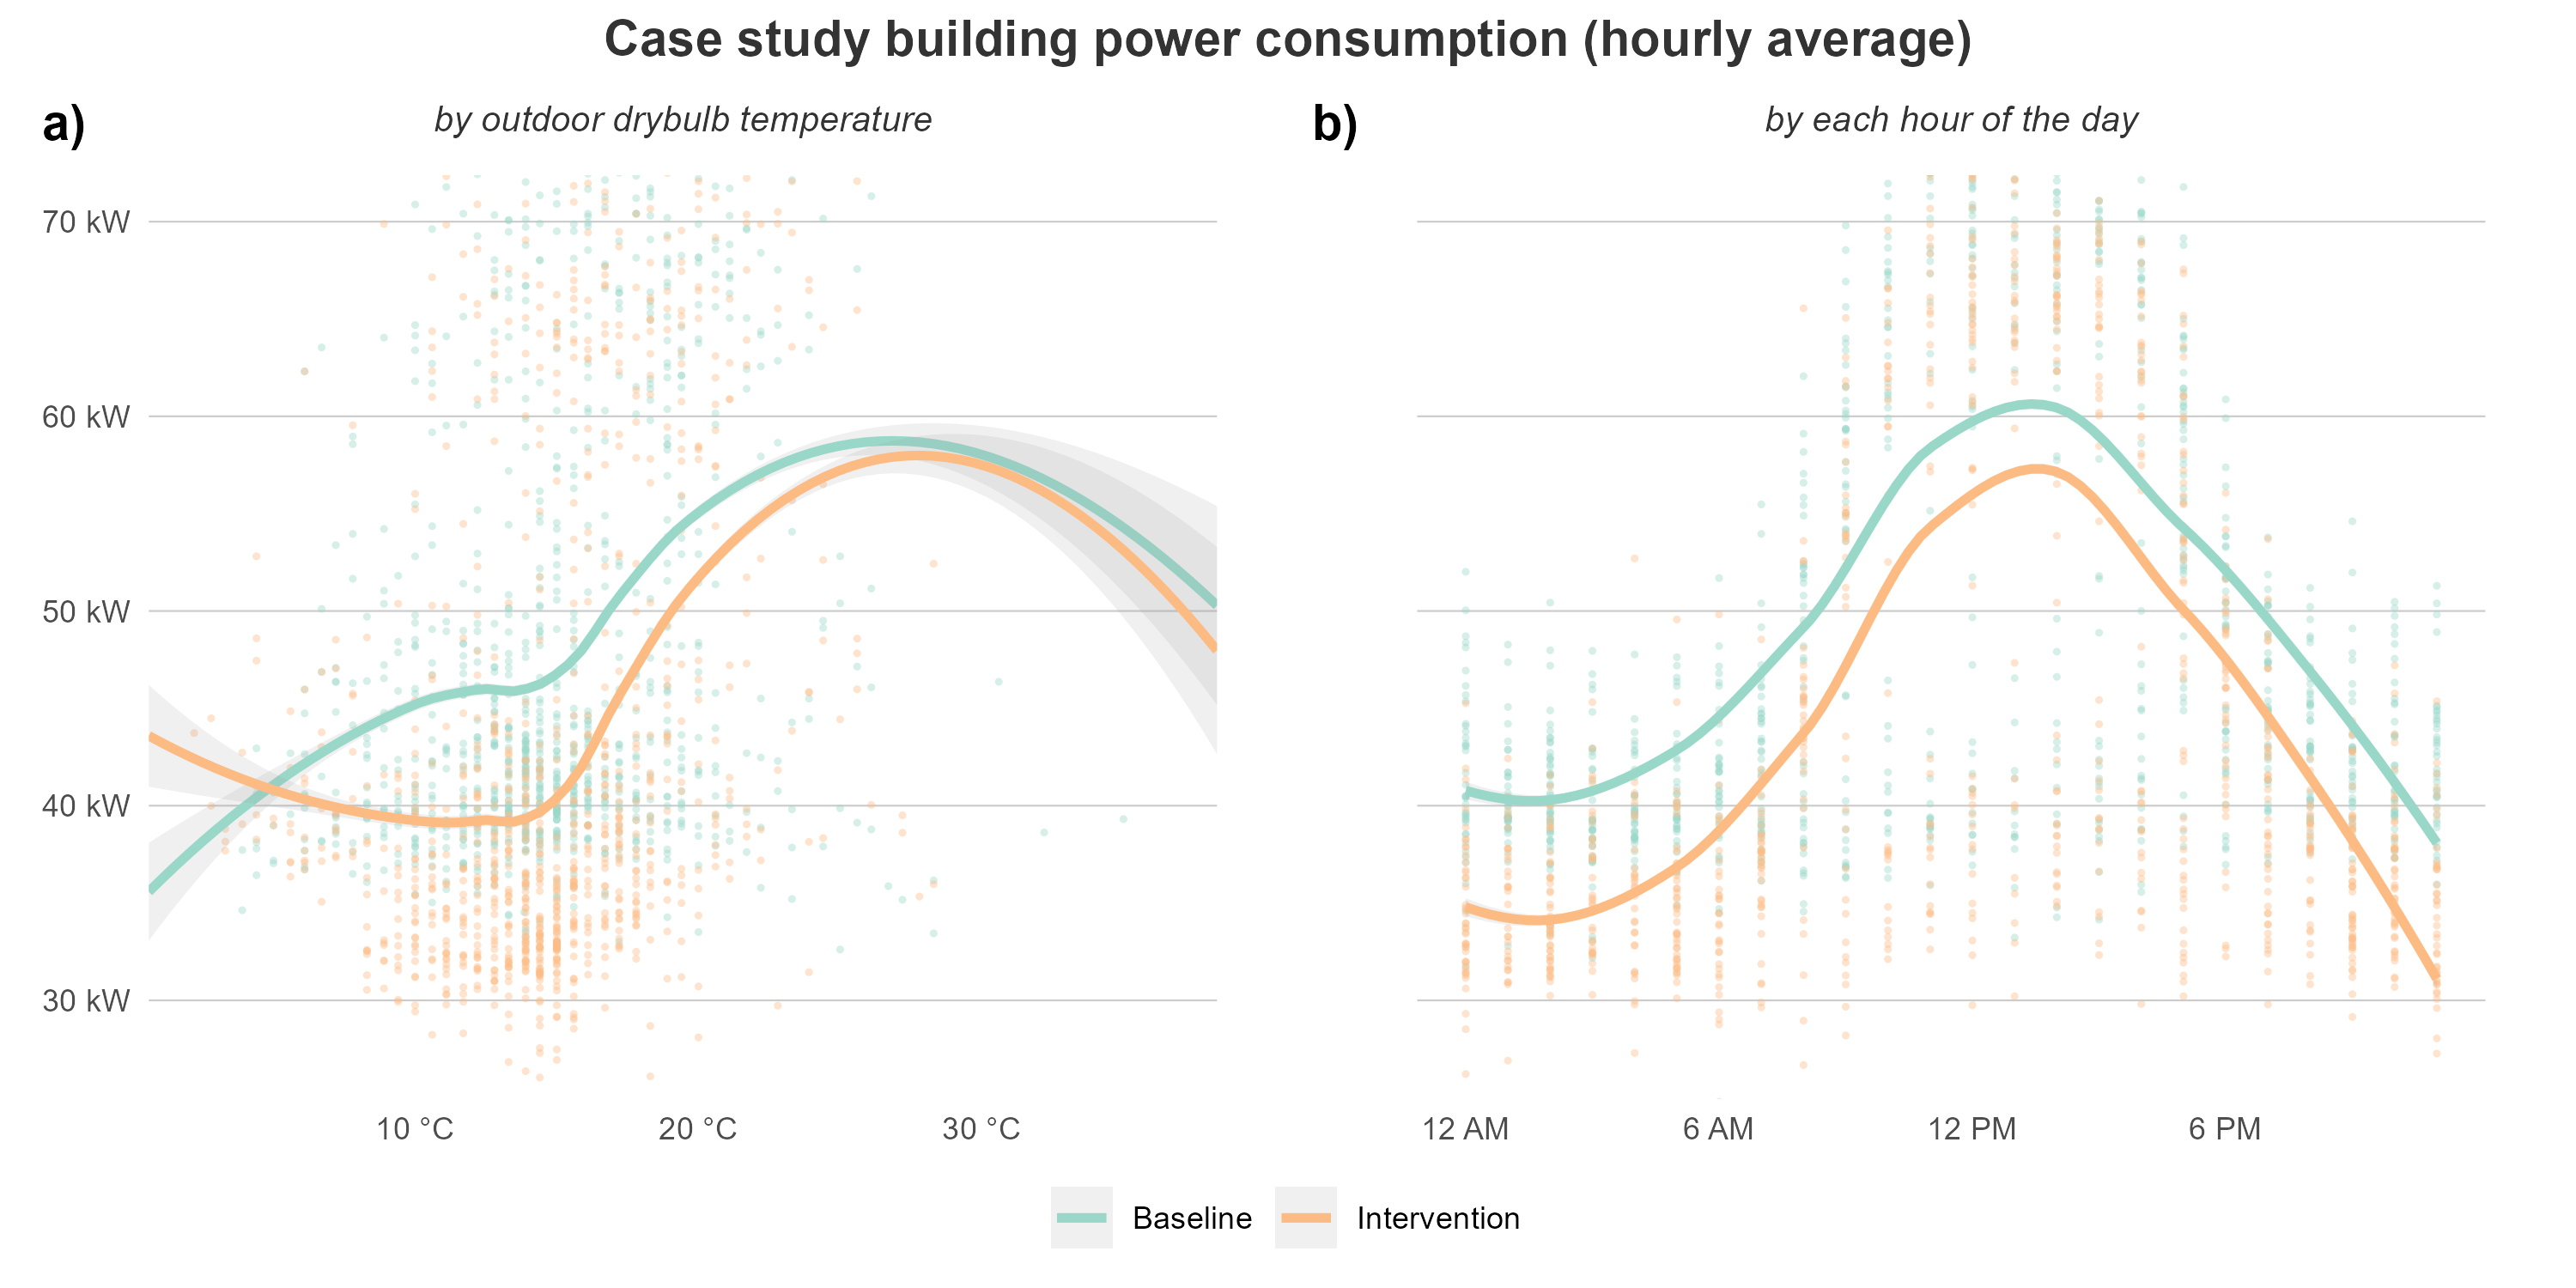 Case study building power consumption (hourly average)
a)
by outdoor drybulb temperature
70 kW
60 kW
50 kW
40 kW
30 kW
10 °C
20 °C
30 °C
b)
by each hour of the day
12 AM
6 AM
12 PM
6 PM
Baseline
Intervention